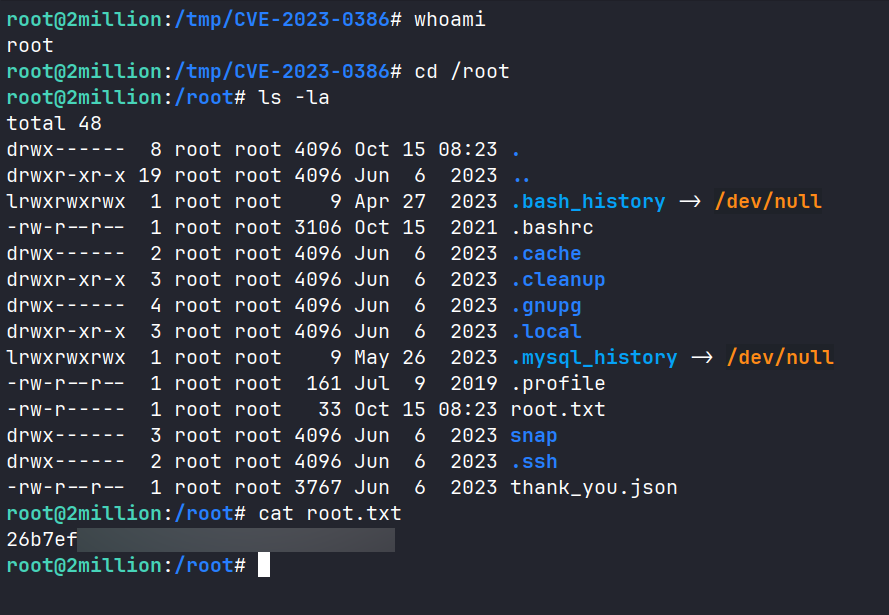 root@2million:/tmp/CVE-2023-0386# whoami
root
root@2million:/tmp/CVE-2023-0386# cd /root
root@2million:/root# ls -la
total 48
drwx------  8 root root 4096 Oct 15 08:23 .
drwxr-xr-x 19 root root 4096 Jun  6  2023 ..
lrwxrwxrwx  1 root root    9 Apr 27  2023 .bash_history → /dev/null
-rw-r--r--  1 root root 3106 Oct 15  2021 .bashrc
drwx------  2 root root 4096 Jun  6  2023 .cache
drwxr-xr-x  3 root root 4096 Jun  6  2023 .cleanup
drwx------  4 root root 4096 Jun  6  2023 .gnupg
drwxr-xr-x  3 root root 4096 Jun  6  2023 .local
lrwxrwxrwx  1 root root    9 May 26  2023 .mysql_history → /dev/null
-rw-r--r--  1 root root  161 Jul  9  2019 .profile
-rw-r-----  1 root root   33 Oct 15 08:23 root.txt
drwx------  3 root root 4096 Jun  6  2023 snap
drwx------  2 root root 4096 Jun  6  2023 .ssh
-rw-r--r--  1 root root 3767 Jun  6  2023 thank_you.json
root@2million:/root# cat root.txt
26b7ef
root@2million:/root#